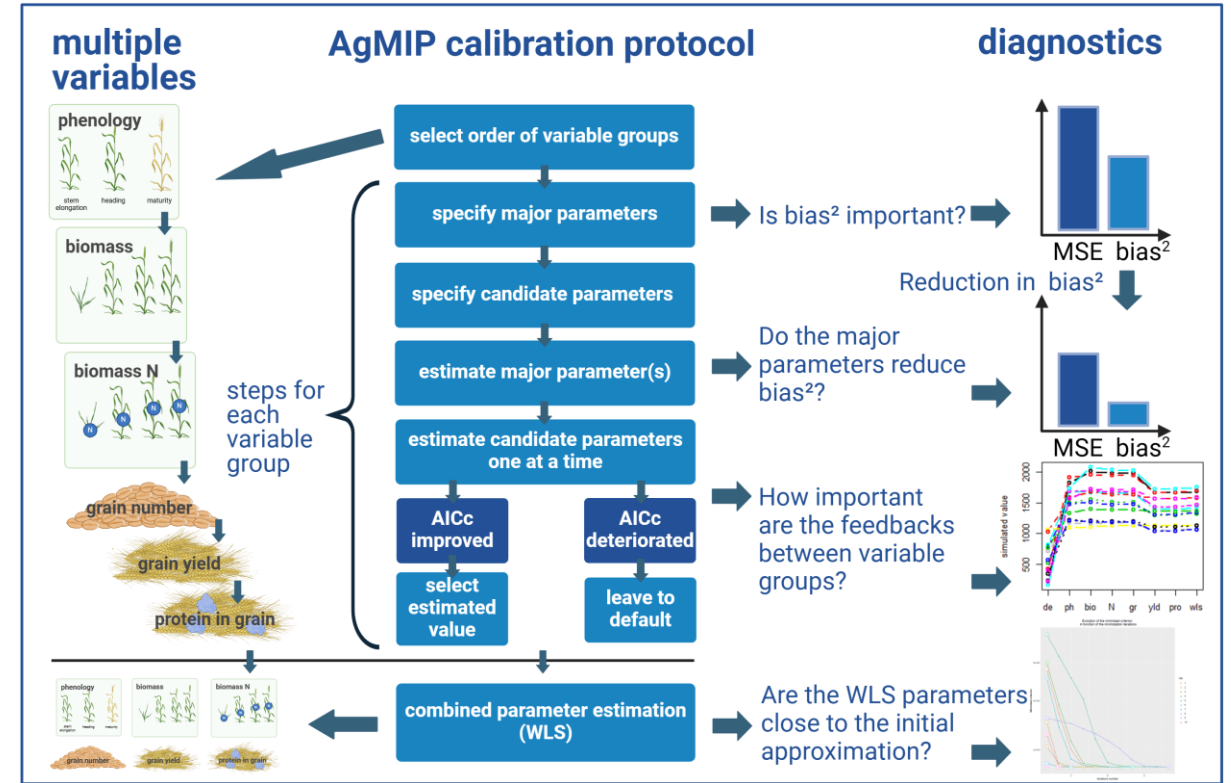 multiple
variables
AgMIP calibration protocol
diagnostics
phenology
stem
elongation
heading
maturity
biomass
biomass N
N
N
N
N
grain number
grain yield
protein in grain
steps for
each
variable
group
select order of variable groups
specify major parameters
specify candidate parameters
estimate major parameter(s)
estimate candidate parameters
one at a time
AICc
improved
AICc
deteriorated
select
estimated
value
leave to
default
combined parameter estimation
(WLS)
Is bias² important?
Do the major
parameters reduce
bias²?
How important
are the feedbacks
between variable
groups?
Are the WLS parameters
close to the initial
approximation?
MSE bias²
Reduction in bias²
MSE bias²
simulated value
2000
1500
1000
500
de ph bio N gr yld pro wls
phenology
stem
elongation
heading
maturity
biomass
biomass N
grain number
grain yield
protein in grain